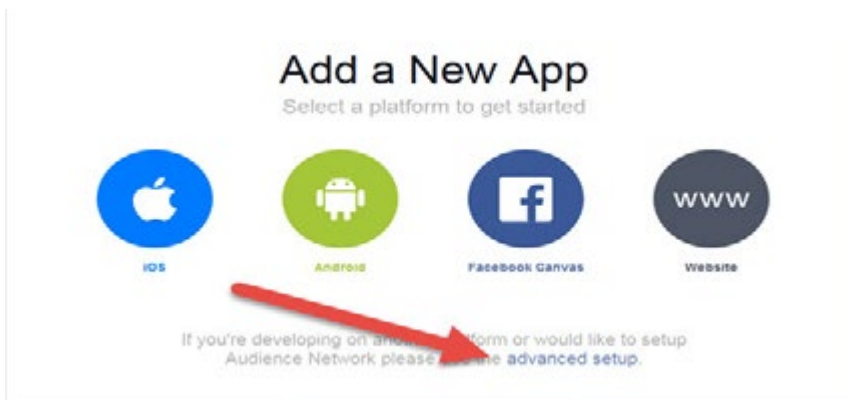 Add a New App
Select a platform to get started
www
iOS
Android
Facebook Canvas
Website
If you're developing on platform or would like to setup
Audience Network please the advanced setup.